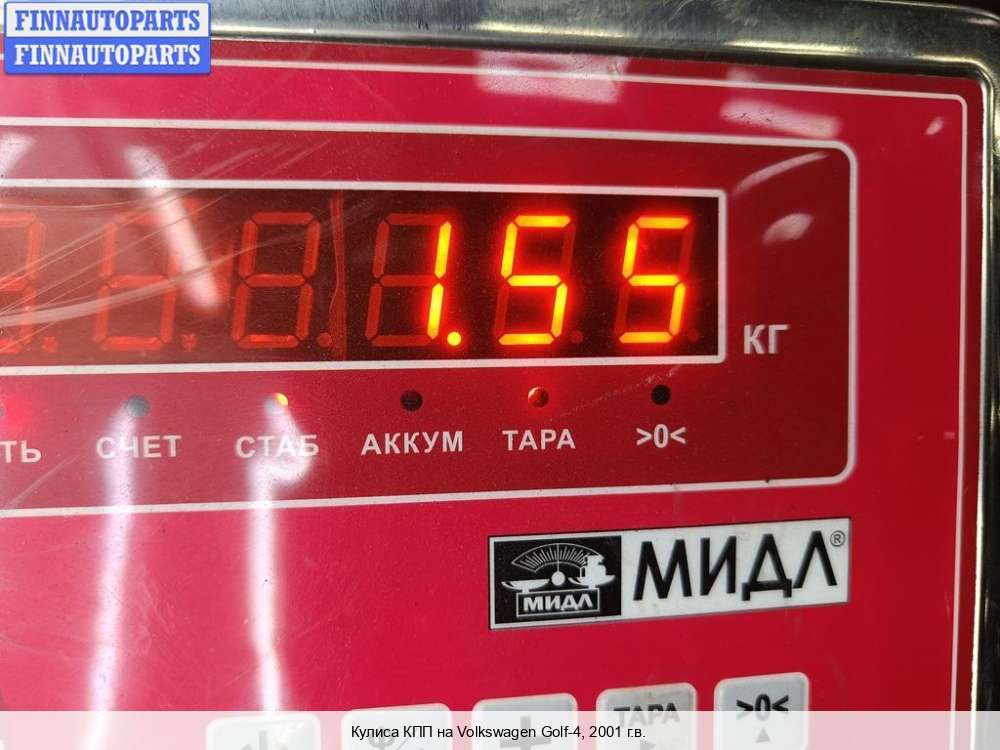 FINNAUTOPARTS
FINNAUTOPARTS
1.55
КГ
СЧЕТ СТАБ АККУМ ТАРА >0<
МИДЛ МИДЛ®
+ ТАРА >0<
Кулиса КПП на Volkswagen Golf-4, 2001 г.в.